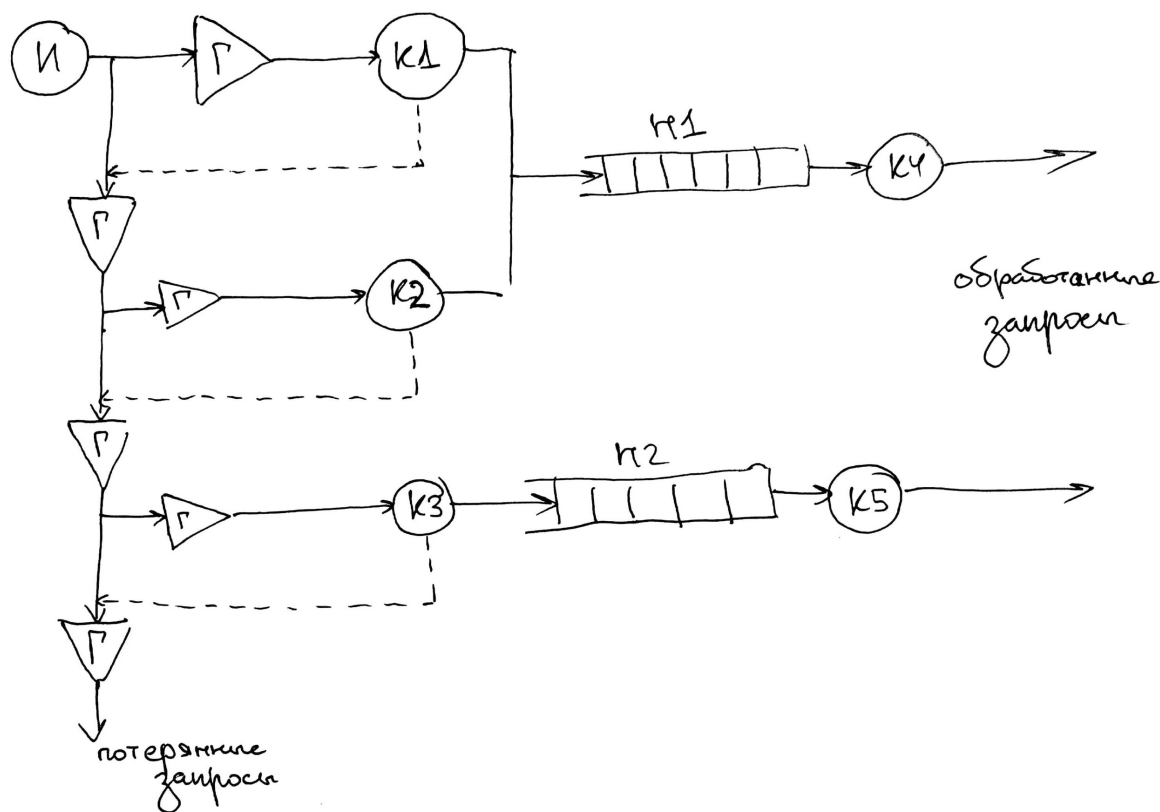 И
Г
К1
Н1
К4
Г
Г
К2
обработанные
запросы
Г
Н2
Г
К3
К5
Г
потерянные
запросы